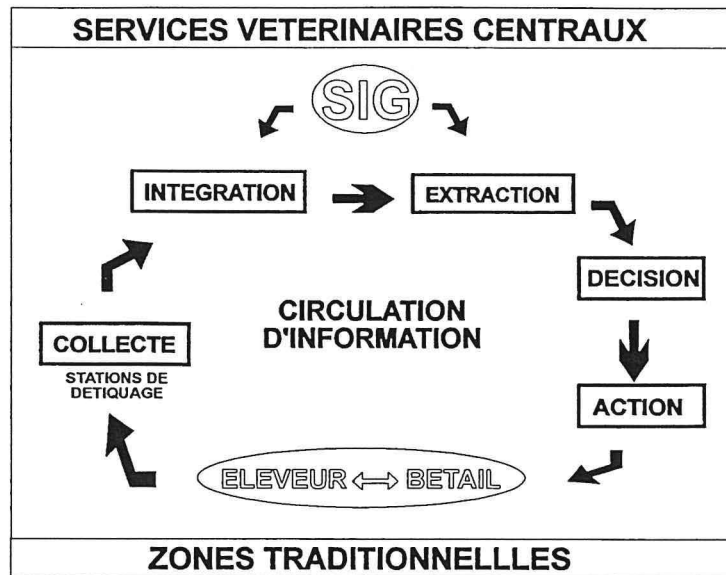 SERVICES VETERINAIRES CENTRAUX
SIG
INTEGRATION
EXTRACTION
DECISION
CIRCULATION
D'INFORMATION
COLLECTE
STATIONS DE
DETIQUAGE
ACTION
ELEVEUR BETAIL
ZONES TRADITIONNELLLES